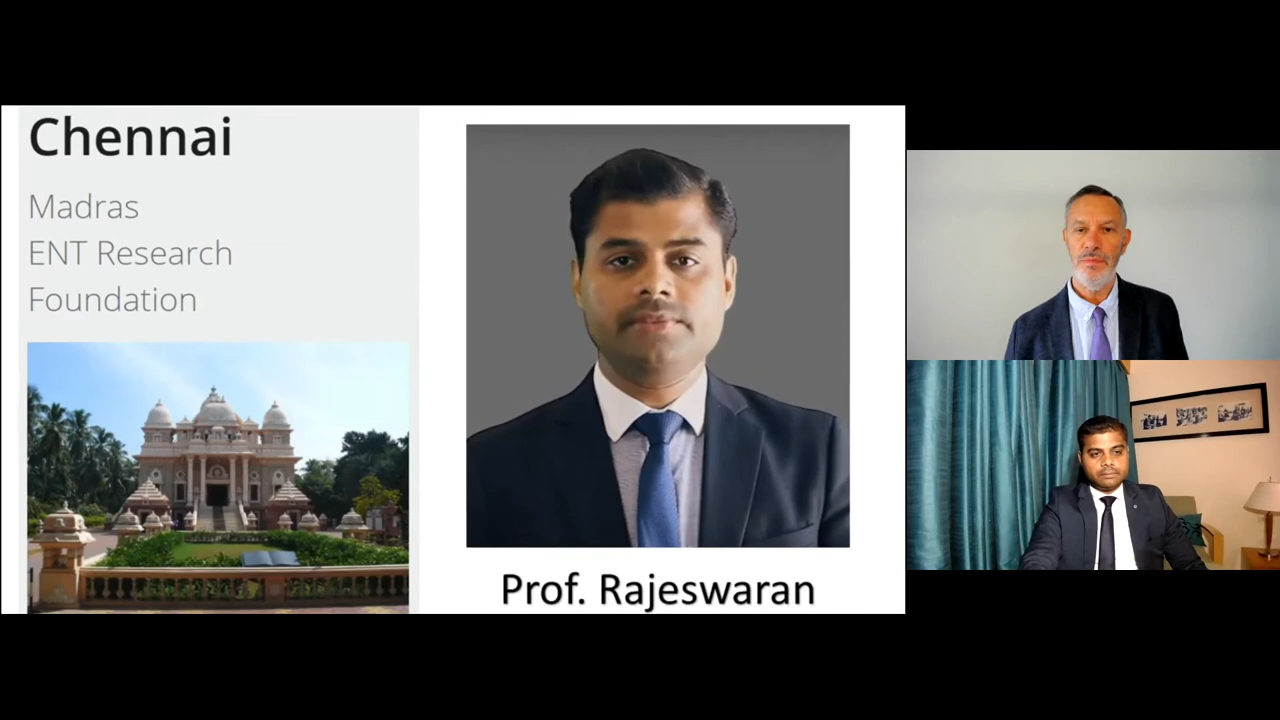 Chennai
Madras
ENT Research
Foundation
Prof. Rajeswaran